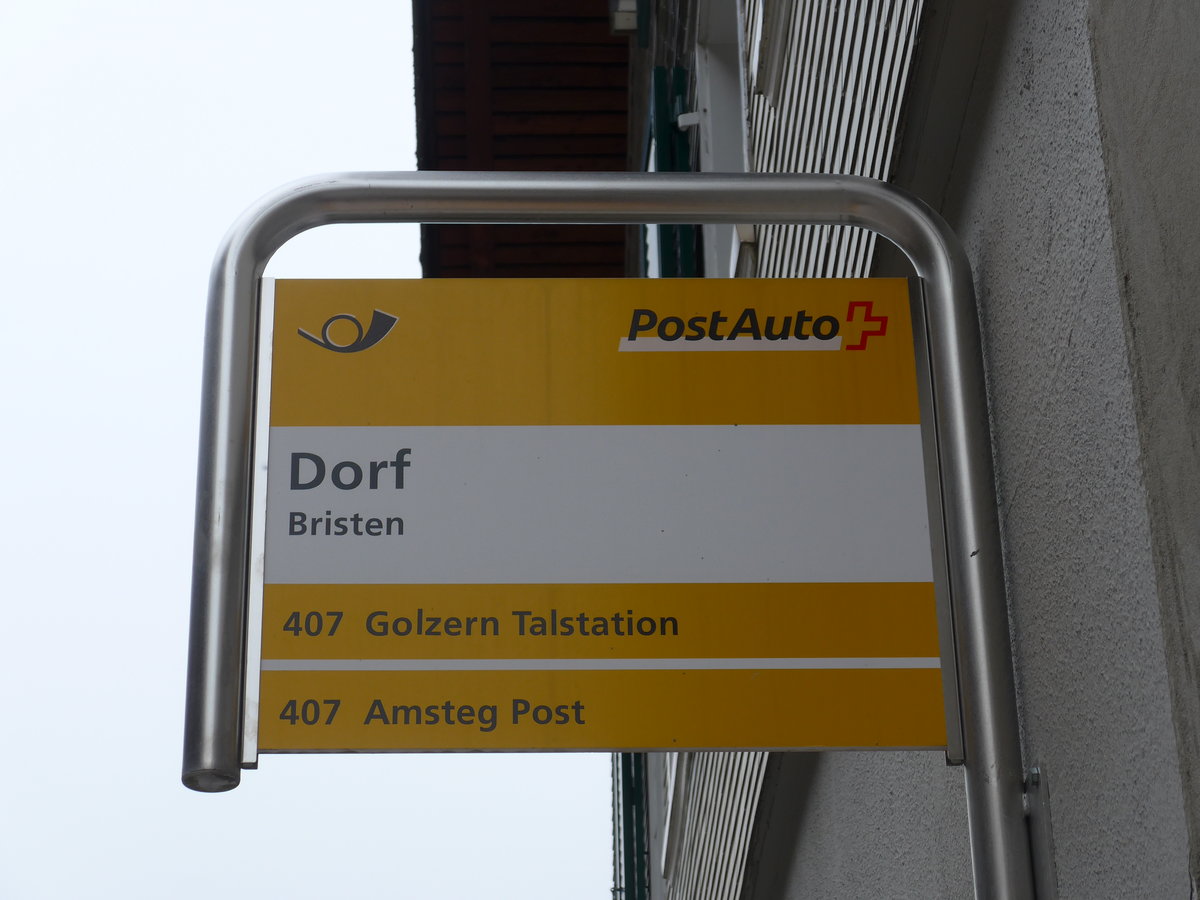 PostAuto
Dorf
Bristen
407 Golzern Talstation
407 Amsteg Post